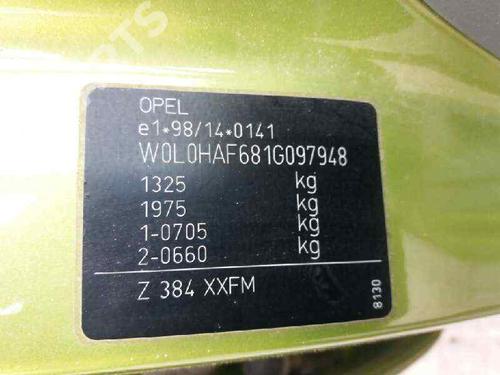 PARTS
OPEL
e1*98/14*0141
W0L0HAF681G097948
1325 kg
1975 kg
1-0705 kg
2-0660 kg
Z 384 XXFM
8130